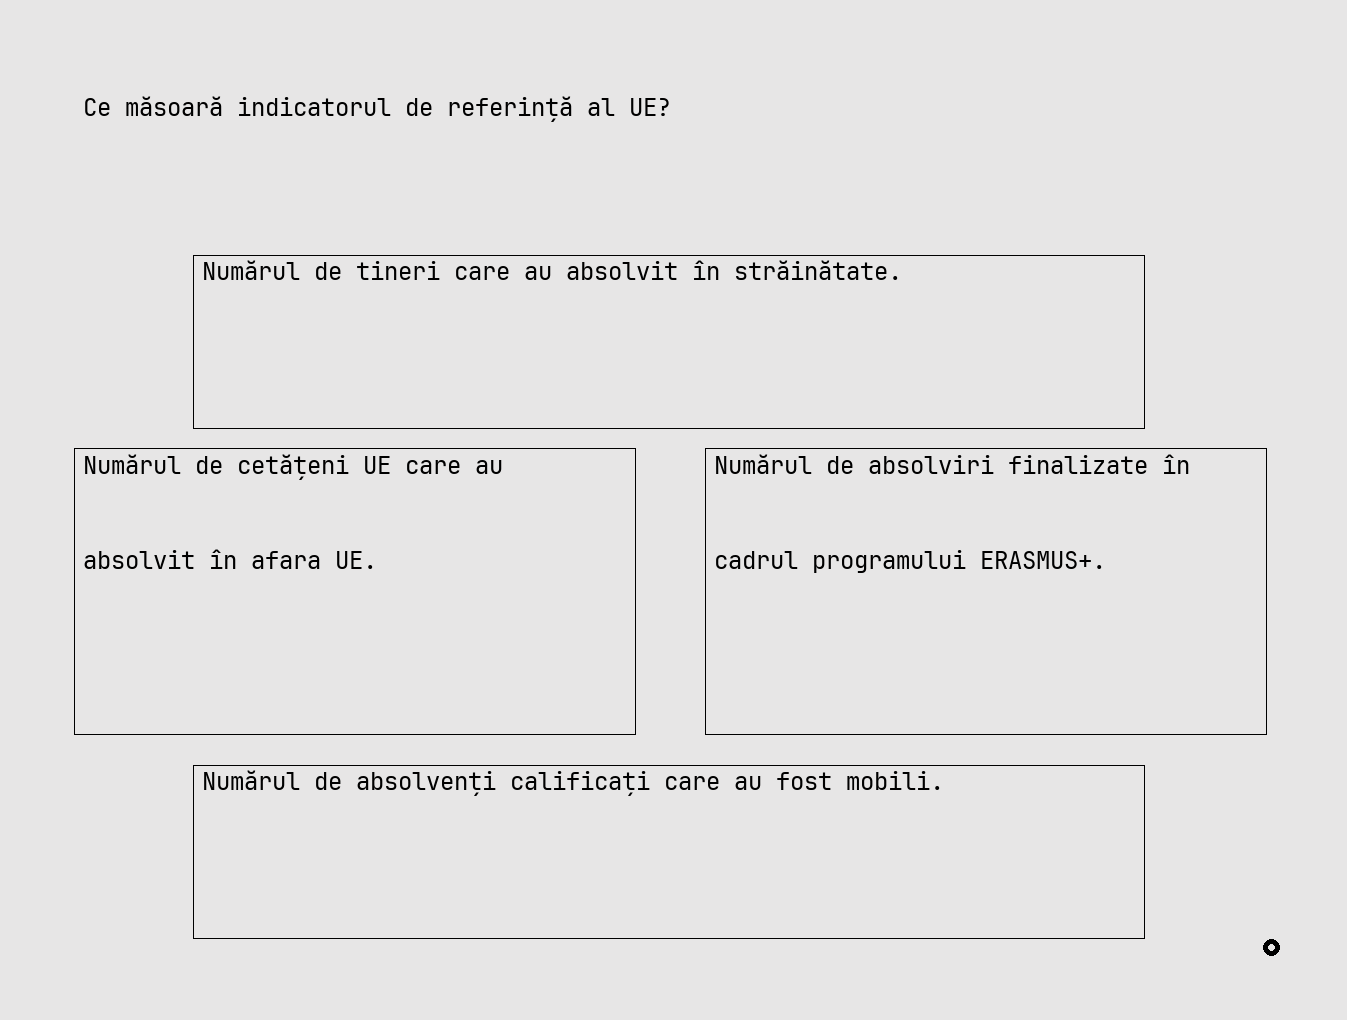 Ce măsoară indicatorul de referință al UE?
Numărul de tineri care au absolvit în străinătate.
Numărul de cetățeni UE care au
absolvit în afara UE.
Numărul de absolviri finalizate în
cadrul programului ERASMUS+.
Numărul de absolvenți calificați care au fost mobili.